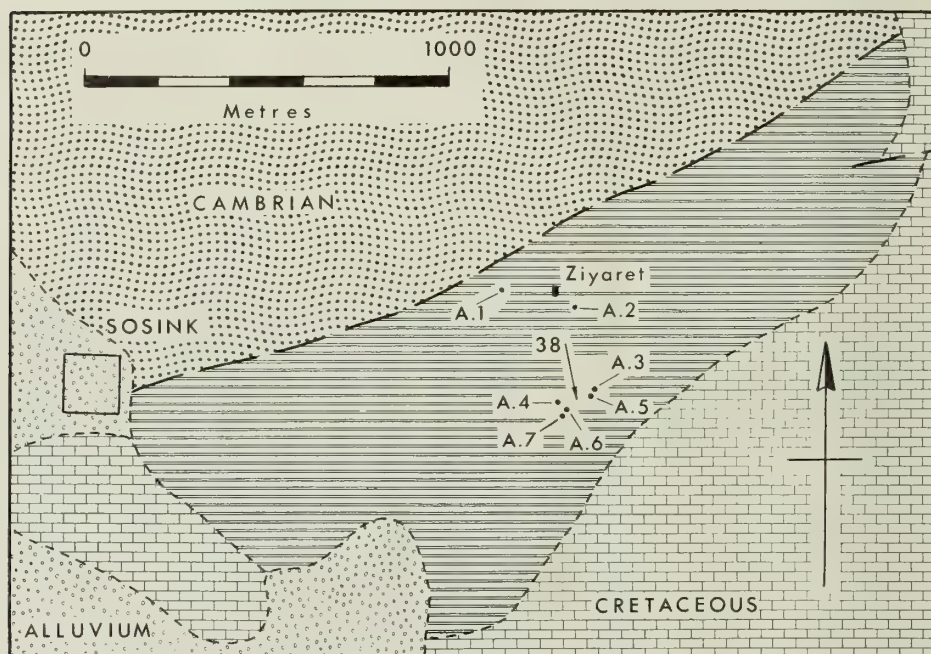 0 1000
Metres
CAMBRIAN
Ziyaret
A.1
A.2
SOSINK
38
A.3
A.4
A.5
A.7
A.6
CRETACEOUS
ALLUVIUM